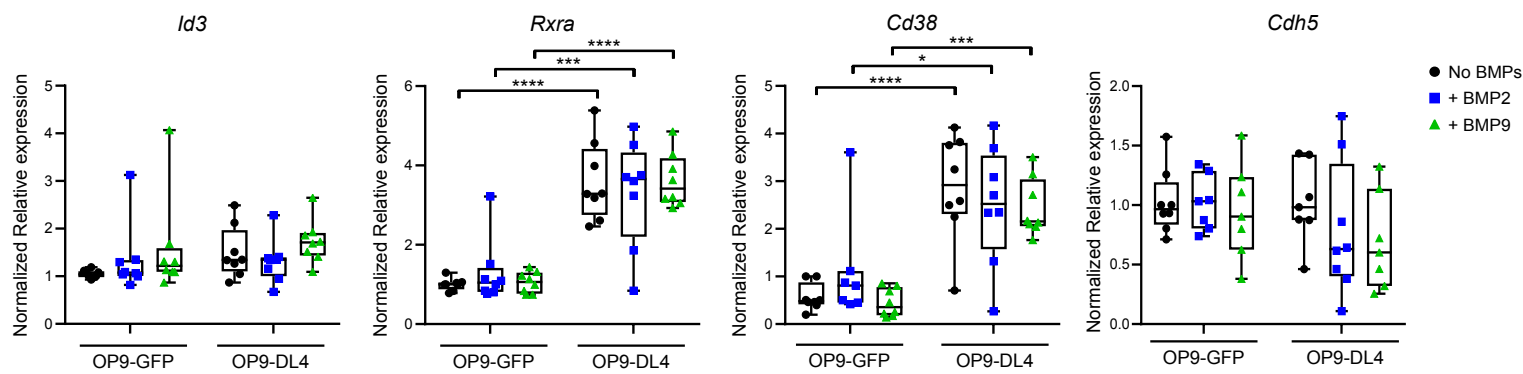 Id3
Normalized Relative expression
5
4
3
2
1
0
OP9-GFP
OP9-DL4
Rxra
****
***
****
Normalized Relative expression
6
4
2
0
OP9-GFP
OP9-DL4
Cd38
***
*
****
Normalized Relative expression
5
4
3
2
1
0
OP9-GFP
OP9-DL4
Cdh5
Normalized Relative expression
2.0
1.5
1.0
0.5
0.0
OP9-GFP
OP9-DL4
No BMPs
+ BMP2
+ BMP9